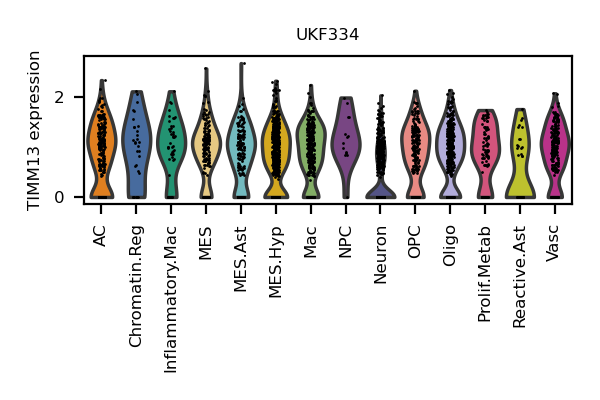 UKF334
TIMM13 expression
2
0
AC
Chromatin.Reg
Inflammatory.Mac
MES
MES.Ast
MES.Hyp
Mac
NPC
Neuron
OPC
Oligo
Prolif.Metab
Reactive.Ast
Vasc